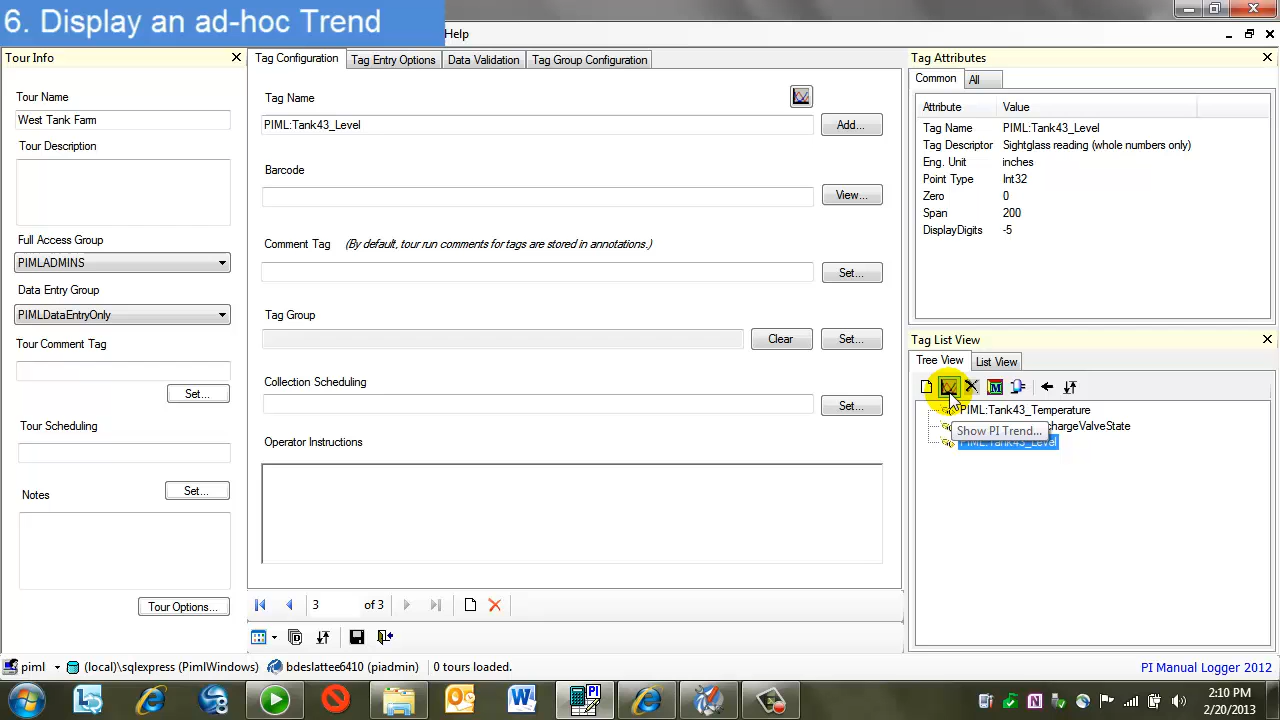 6. Display an ad-hoc Trend
Help
Tour Info
Tour Name
West Tank Farm
Tour Description
Full Access Group
PIMLADMINS
Data Entry Group
PIMLDataEntryOnly
Tour Comment Tag
Set...
Tour Scheduling
Set...
Notes
Tour Options...
Tag Configuration
Tag Entry Options
Data Validation
Tag Group Configuration
Tag Name
PIML:Tank43_Level
Add...
Barcode
View...
Comment Tag (By default, tour run comments for tags are stored in annotations.)
Set...
Tag Group
Clear
Set...
Collection Scheduling
Set...
Operator Instructions
3 of 3
Tag Attributes
Common
All
Attribute Value
Tag Name PIML:Tank43_Level
Tag Descriptor Sightglass reading (whole numbers only)
Eng. Unit inches
Point Type Int32
Zero 0
Span 200
DisplayDigits -5
Tag List View
Tree View
List View
PIML:Tank43_Temperature
chargeValveState
Show PI Trend...
PIML:Tank43_Level
piml
(local)\sqlexpress (PimlWindows)
bdeslattee6410 (piadmin)
0 tours loaded.
PI Manual Logger 2012
2:10 PM
2/20/2013